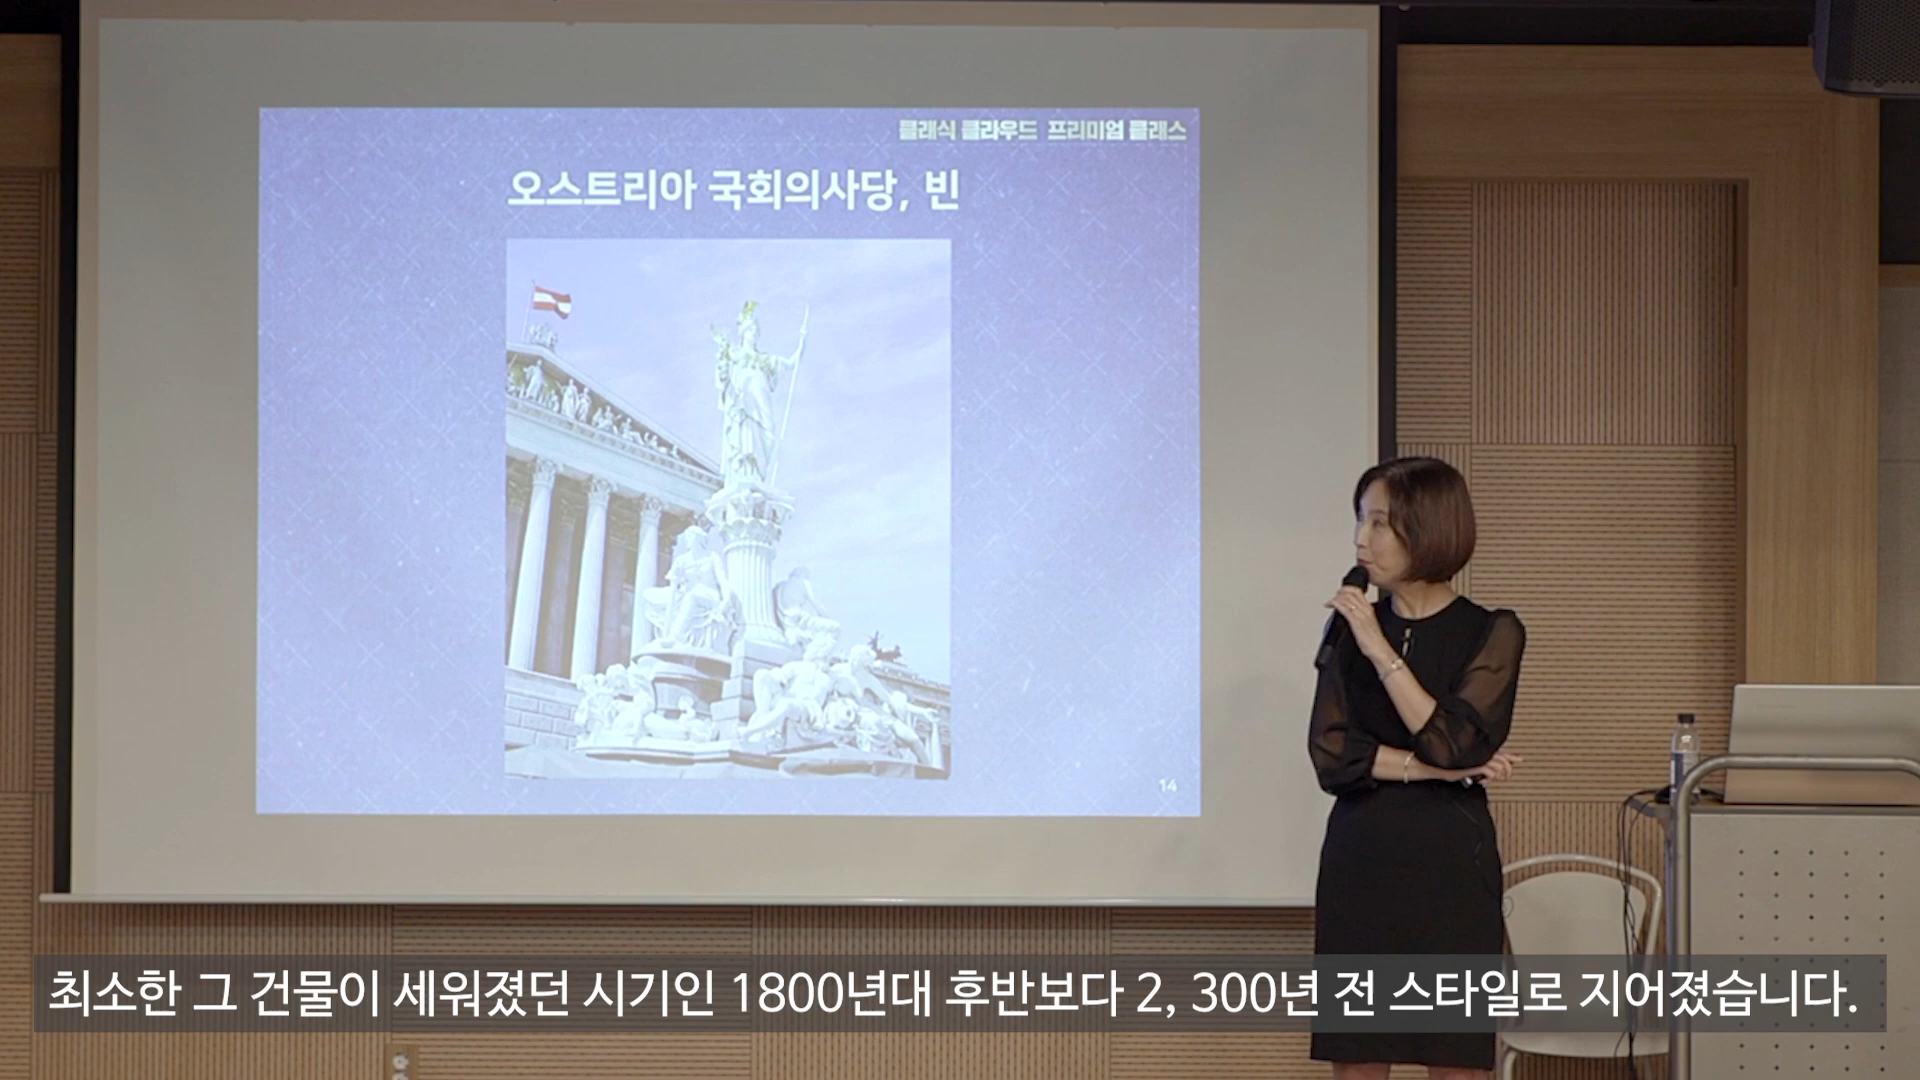 클래식 클라우드 프리미엄 클래스
오스트리아 국회의사당, 빈
14
최소한 그 건물이 세워졌던 시기인 1800년대 후반보다 2, 300년 전 스타일로 지어졌습니다.